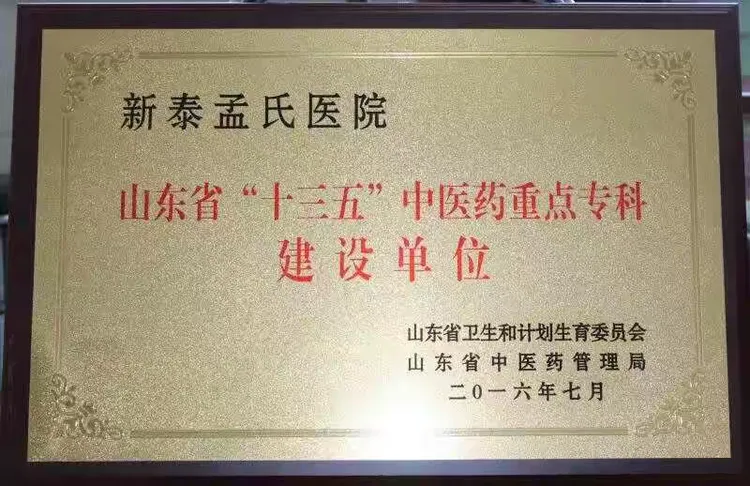 新泰孟氏医院
山东省“十三五”中医药重点专科
建设单位
山东省卫生和计划生育委员会
山东省中医药管理局
二〇一六年七月